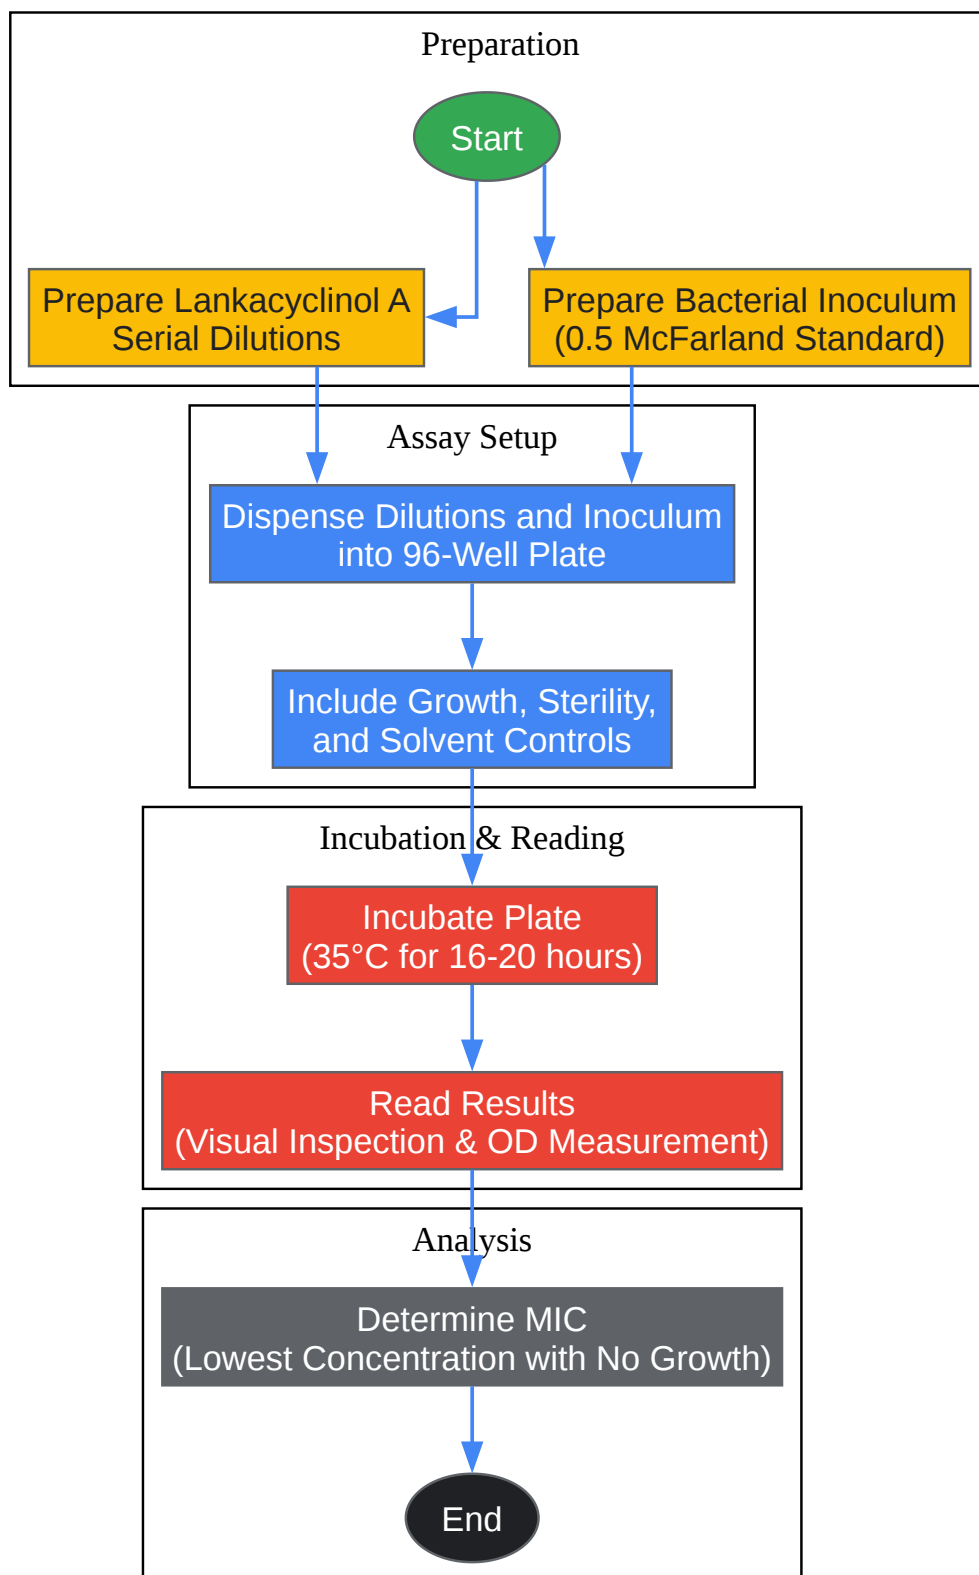 Preparation
Start
Prepare Lankacyclinol A
Serial Dilutions
Prepare Bacterial Inoculum
(0.5 McFarland Standard)
Assay Setup
Dispense Dilutions and Inoculum
into 96-Well Plate
Include Growth, Sterility,
and Solvent Controls
Incubation & Reading
Incubate Plate
(35°C for 16-20 hours)
Read Results
(Visual Inspection & OD Measurement)
Analysis
Determine MIC
(Lowest Concentration with No Growth)
End